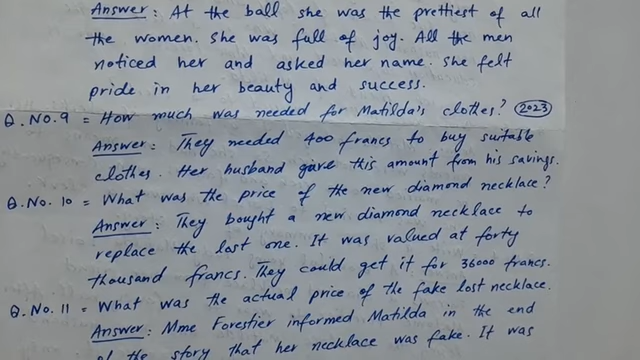 Answer: At the ball she was the prettiest of all
the women. She was full of joy. All the men
noticed her and asked her name. She felt
pride in her beauty and success.
Q. NO. 9 = How much was needed for Matilda's clothes? 2023
Answer: They needed 400 francs to buy suitable
clothes. Her husband gave this amount from his savings.
Q. NO. 10 = What was the price of the new diamond necklace?
Answer: They bought a new diamond necklace to
replace the lost one. It was valued at forty
thousand francs. They could get it for 36000 francs.
Q. NO. 11 = What was the actual price of the fake lost necklace.
Answer: Mme Forestier informed Matilda in the end
of the story that her necklace was fake. It was